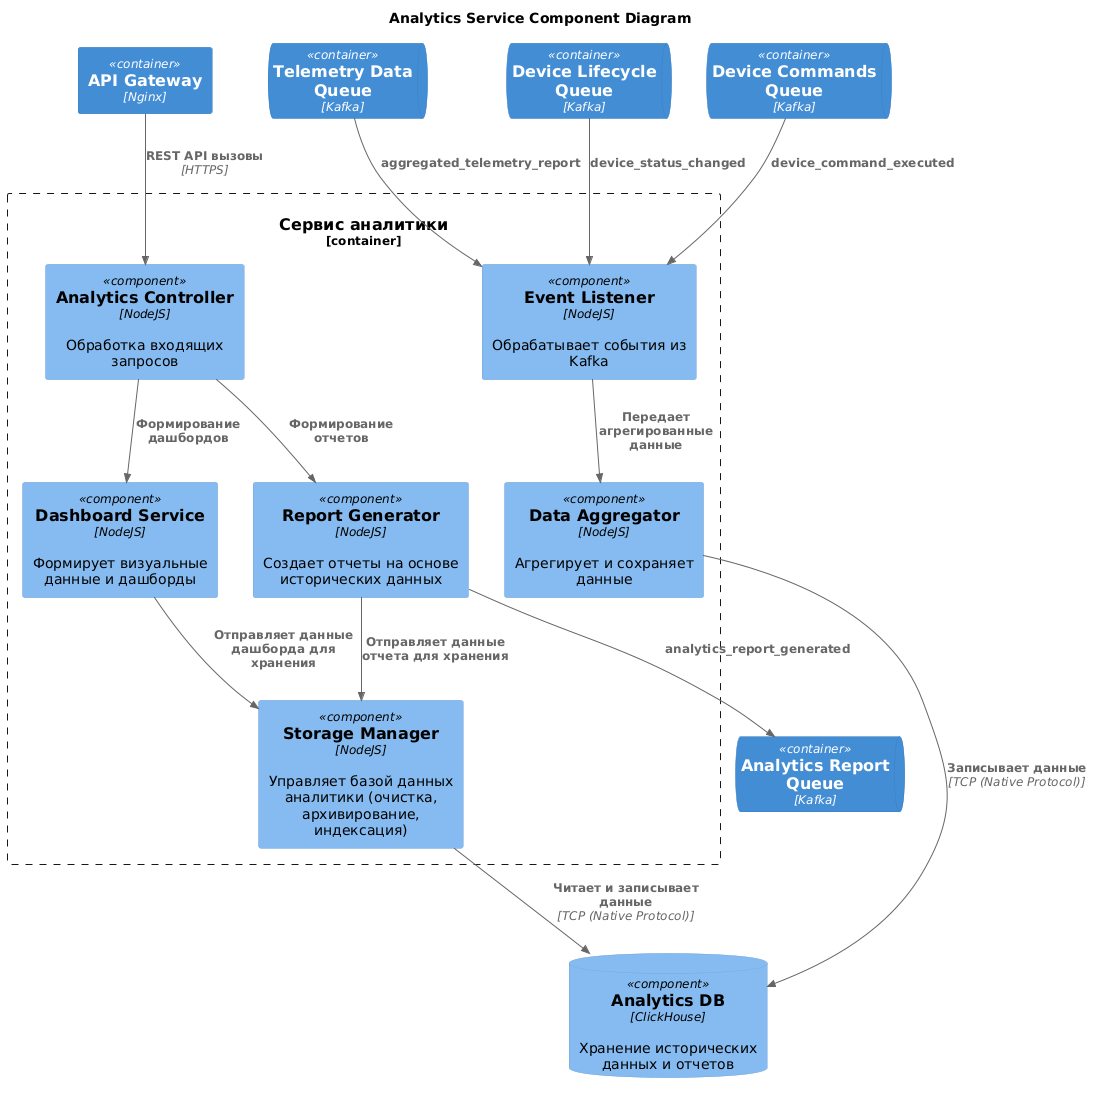 Analytics Service Component Diagram
«container»
API Gateway
[Nginx]
«container»
Telemetry Data
Queue
[Kafka]
«container»
Device Lifecycle
Queue
[Kafka]
«container»
Device Commands
Queue
[Kafka]
REST API вызовы
[HTTPS]
aggregated_telemetry_report
device_status_changed
device_command_executed
Сервис аналитики
[container]
«component»
Analytics Controller
[NodeJS]
Обработка входящих
запросов
«component»
Event Listener
[NodeJS]
Обрабатывает события из
Kafka
Формирование
дашбордов
Формирование
отчетов
Передает
агрегированные
данные
«component»
Dashboard Service
[NodeJS]
Формирует визуальные
данные и дашборды
«component»
Report Generator
[NodeJS]
Создает отчеты на основе
исторических данных
«component»
Data Aggregator
[NodeJS]
Агрегирует и сохраняет
данные
Отправляет данные
дашборда для
хранения
Отправляет данные
отчета для хранения
analytics_report_generated
«component»
Storage Manager
[NodeJS]
Управляет базой данных
аналитики (очистка,
архивирование,
индексация)
«container»
Analytics Report
Queue
[Kafka]
Записывает данные
[TCP (Native Protocol)]
Читает и записывает
данные
[TCP (Native Protocol)]
«component»
Analytics DB
[ClickHouse]
Хранение исторических
данных и отчетов